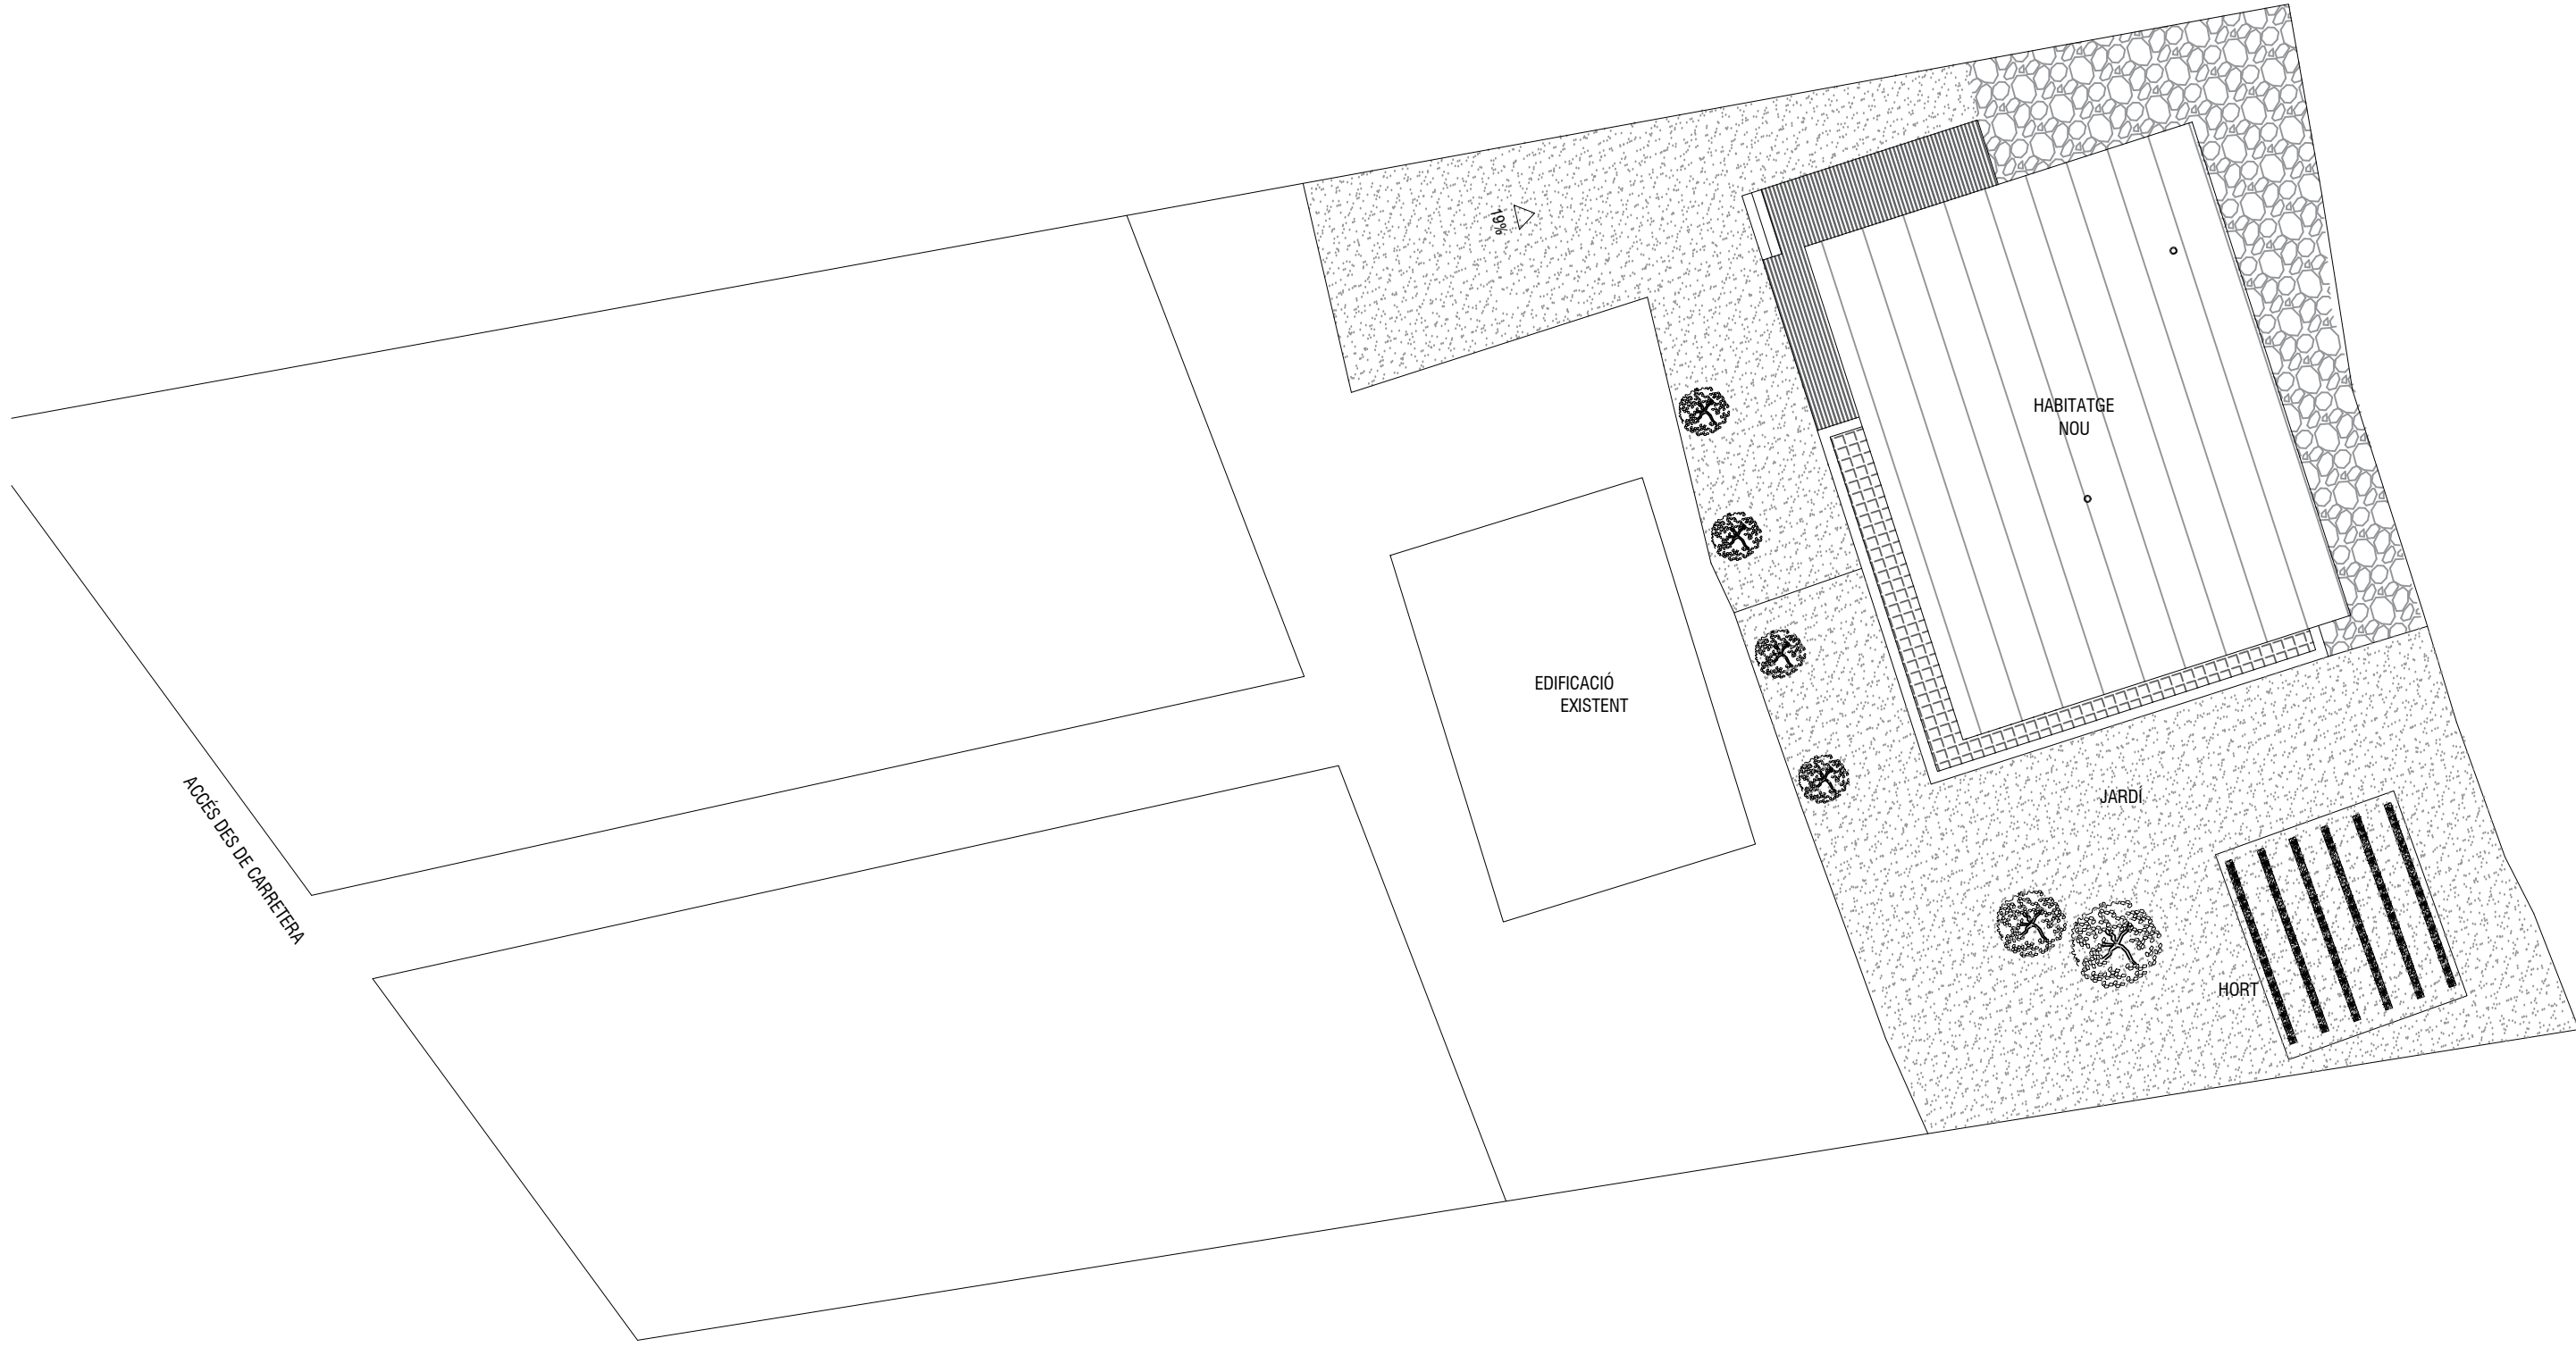 19%
HABITATGE
NOU
EDIFICACIÓ
EXISTENT
ACCÉS DES DE CARRETERA
JARDÍ
HORT